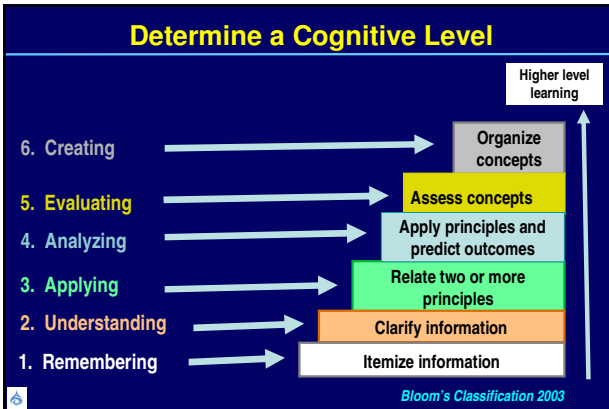 Determine a Cognitive Level
Higher level
learning
6. Creating
Organize
concepts
5. Evaluating
Assess concepts
4. Analyzing
Apply principles and
predict outcomes
3. Applying
Relate two or more
principles
2. Understanding
Clarify information
1. Remembering
Itemize information
Bloom's Classification 2003